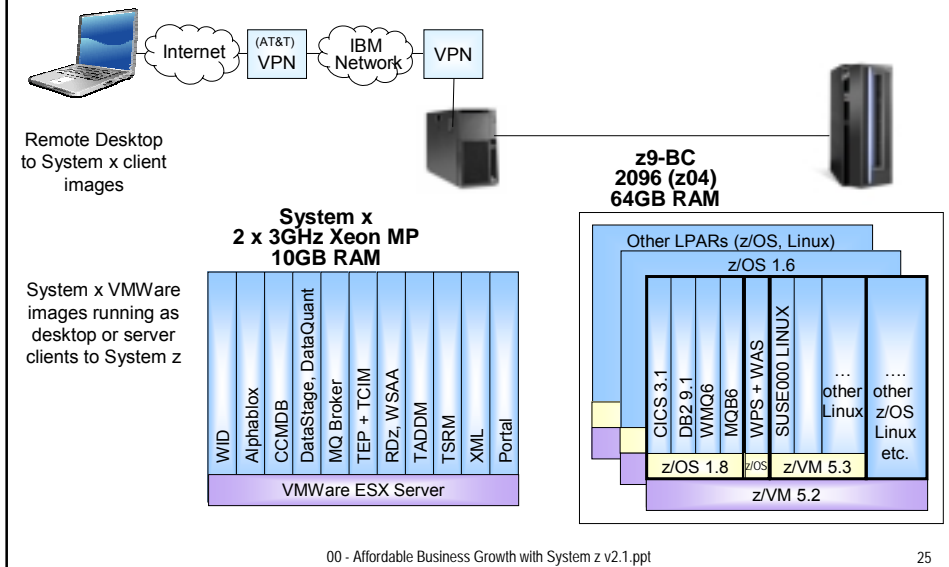 Internet
(AT&T)
VPN
IBM
Network
VPN
Remote Desktop
to System x client
images
z9-BC
2096 (z04)
64GB RAM
System x
2 x 3GHz Xeon MP
10GB RAM
System x VMWare
images running as
desktop or server
clients to System z
WID
Alphablox
CCMDB
DataStage, DataQuant
MQ Broker
TEP + TCIM
RDz, WSAA
TADDM
TSRM
XML
Portal
VMWare ESX Server
Other LPARs (z/OS, Linux)
z/OS 1.6
CICS 3.1
DB2 9.1
WMQ6
MQB6
WPS + WAS
SUSE000 LINUX
…
other
Linux
….
other
z/OS
Linux
etc.
z/OS 1.8
z/OS
z/VM 5.3
z/VM 5.2
00 - Affordable Business Growth with System z v2.1.ppt
25